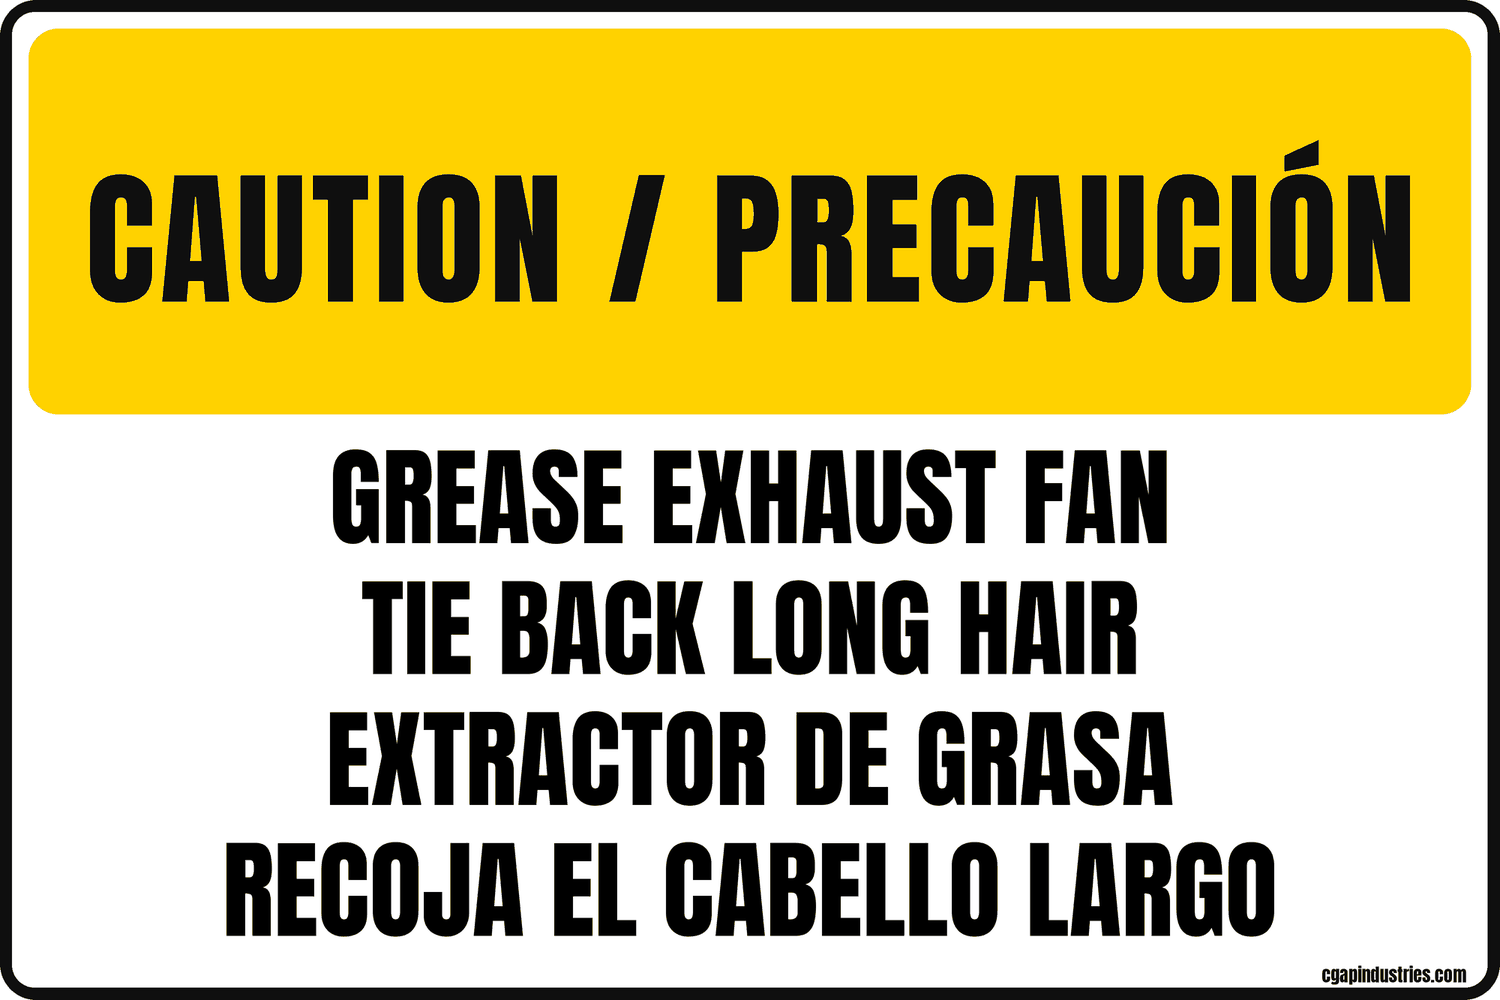 CAUTION / PRECAUCIÓN
GREASE EXHAUST FAN
TIE BACK LONG HAIR
EXTRACTOR DE GRASA
RECOJA EL CABELLO LARGO
cgapindustries.com